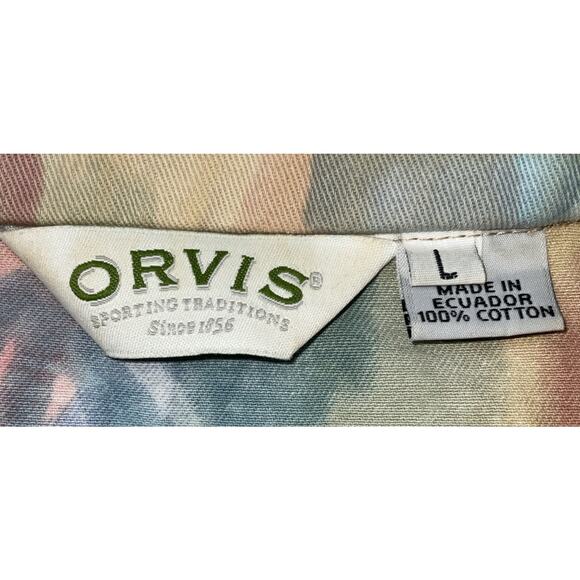 ORVIS®
SPORTING TRADITIONS
Since 1856
L
MADE IN
ECUADOR
100% COTTON